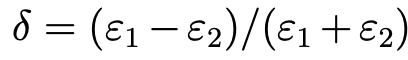 δ = (ε₁ − ε₂)/(ε₁ + ε₂)